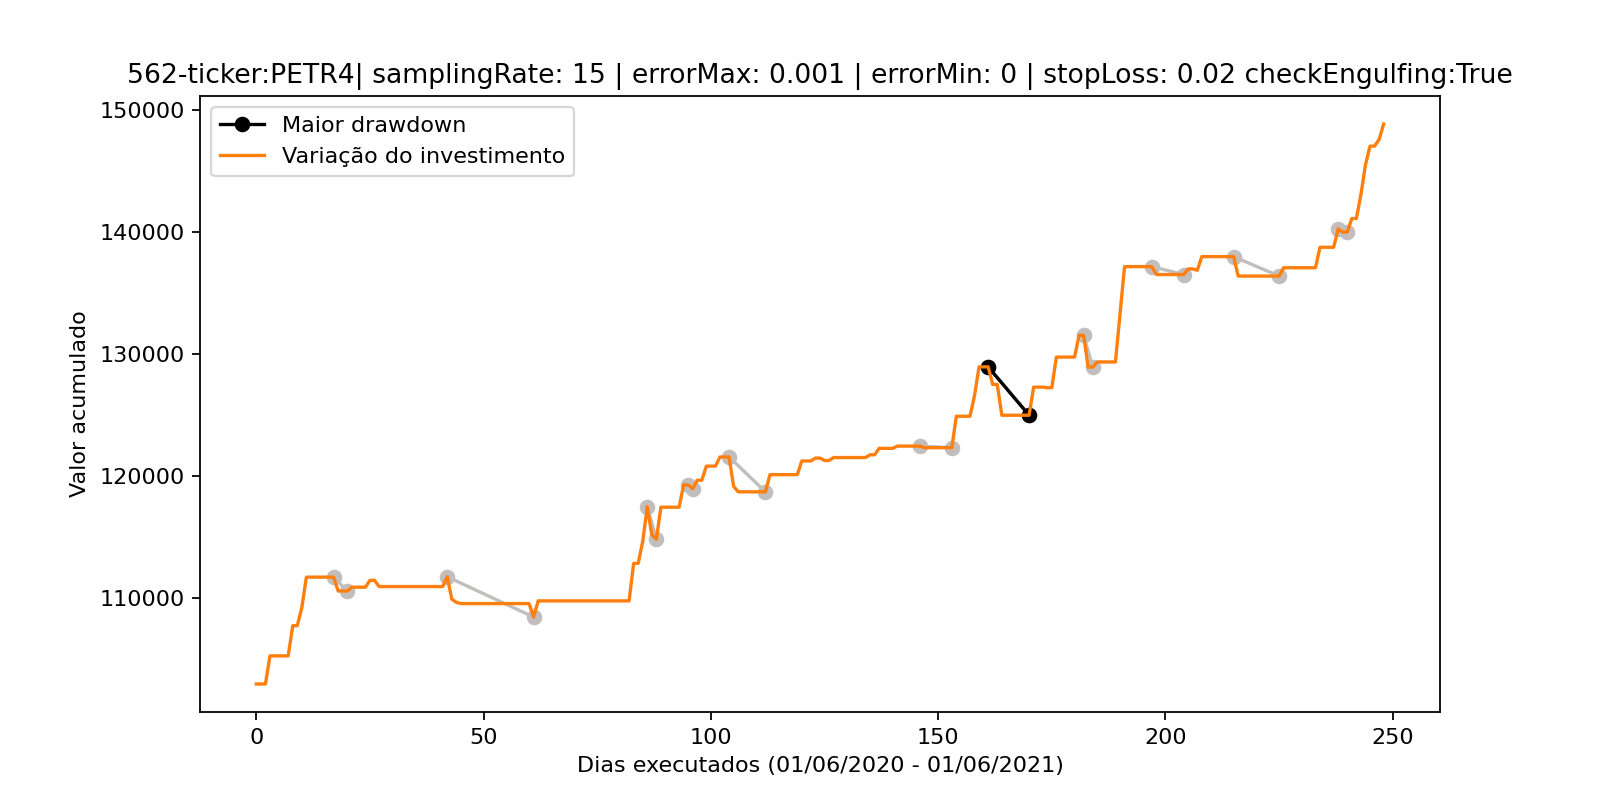 562-ticker:PETR4| samplingRate: 15 | errorMax: 0.001 | errorMin: 0 | stopLoss: 0.02 checkEngulfing:True
Maior drawdown
Variação do investimento
Valor acumulado
150000
140000
130000
120000
110000
0 50 100 150 200 250
Dias executados (01/06/2020 - 01/06/2021)